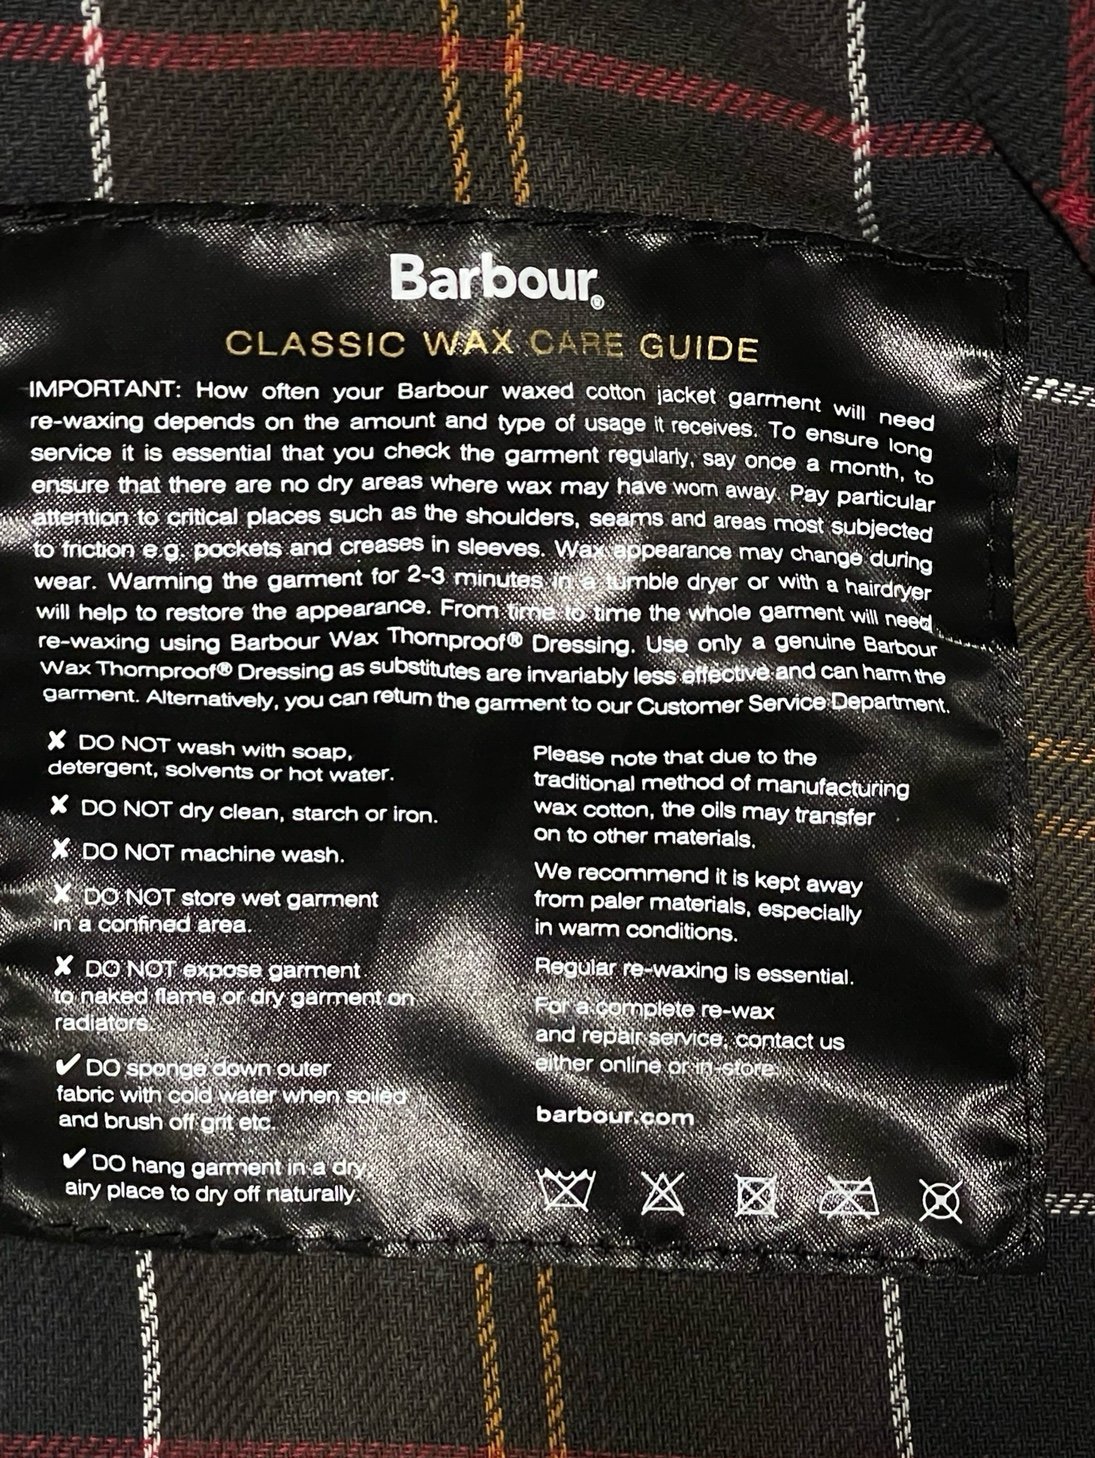 Barbour®
CLASSIC WAX CARE GUIDE
IMPORTANT: How often your Barbour waxed cotton jacket garment will need
re-waxing depends on the amount and type of usage it receives. To ensure long
service it is essential that you check the garment regularly, say once a month, to
ensure that there are no dry areas where wax may have worn away. Pay particular
attention to critical places such as the shoulders, seams and areas most subjected
to friction e.g. pockets and creases in sleeves. Wax appearance may change during
wear. Warming the garment for 2-3 minutes in a tumble dryer or with a hairdryer
will help to restore the appearance. From time to time the whole garment will need
re-waxing using Barbour Wax Thornproof® Dressing. Use only a genuine Barbour
Wax Thornproof® Dressing as substitutes are invariably less effective and can harm the
garment. Alternatively, you can return the garment to our Customer Service Department.
✘ DO NOT wash with soap,
detergent, solvents or hot water.
✘ DO NOT dry clean, starch or iron.
✘ DO NOT machine wash.
✘ DO NOT store wet garment
in a confined area.
✘ DO NOT expose garment
to naked flame or dry garment on
radiators.
✔ DO sponge down outer
fabric with cold water when soiled
and brush off grit etc.
✔ DO hang garment in a dry,
airy place to dry off naturally.
Please note that due to the
traditional method of manufacturing
wax cotton, the oils may transfer
on to other materials.
We recommend it is kept away
from paler materials, especially
in warm conditions.
Regular re-waxing is essential.
For a complete re-wax
and repair service, contact us
either online or in-store.
barbour.com